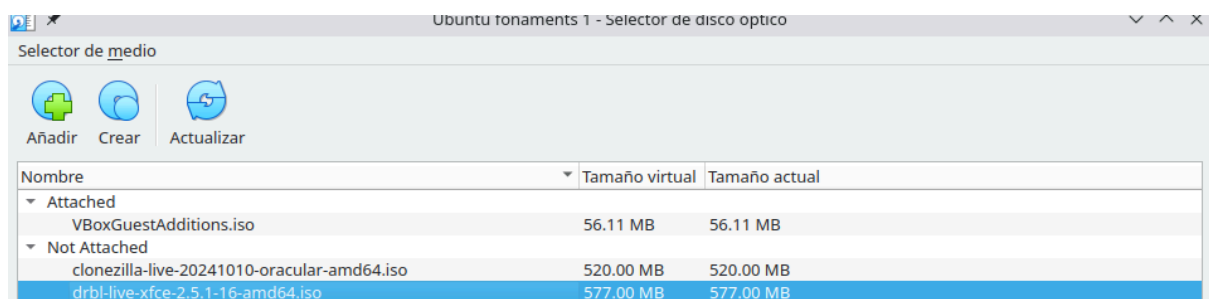 Ubuntu fonaments 1 - Selector de disco óptico
Selector de medio
Añadir Crear Actualizar
Nombre Tamaño virtual Tamaño actual
Attached
VBoxGuestAdditions.iso 56.11 MB 56.11 MB
Not Attached
clonezilla-live-20241010-oracular-amd64.iso 520.00 MB 520.00 MB
drbl-live-xfce-2.5.1-16-amd64.iso 577.00 MB 577.00 MB